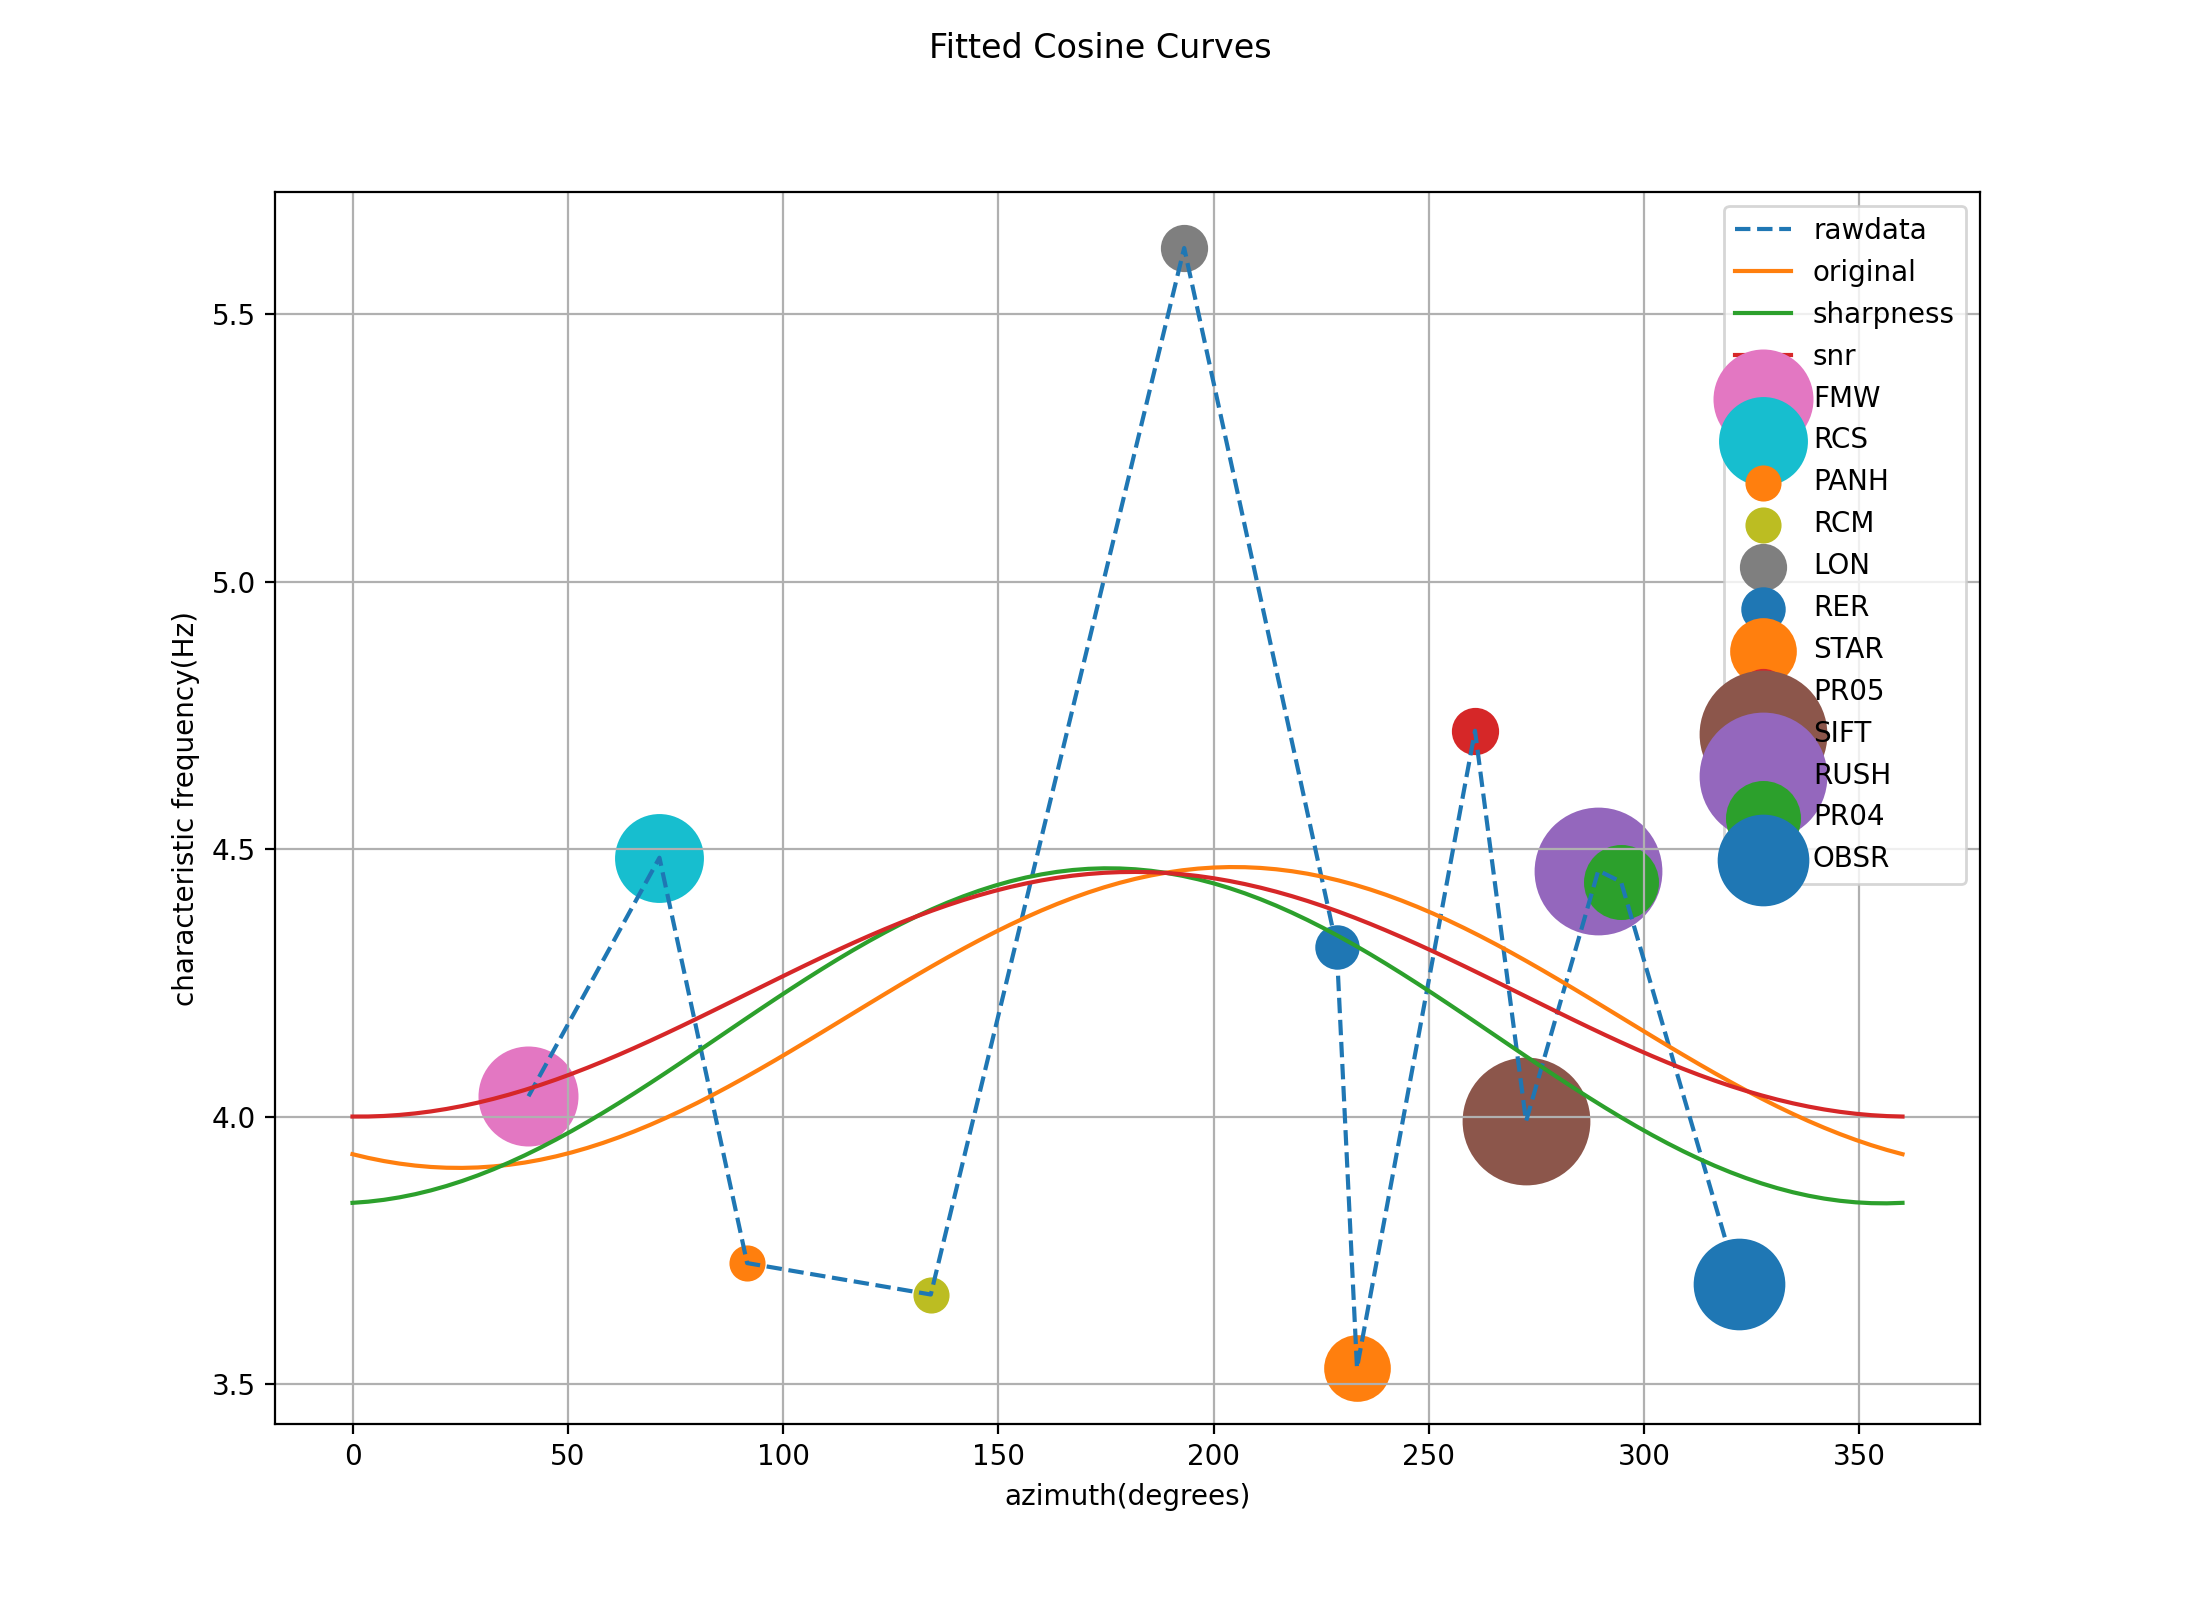 Fitted Cosine Curves
rawdata
original
sharpness
snr
FMW
RCS
PANH
RCM
LON
RER
STAR
PR05
SIFT
RUSH
PR04
OBSR
characteristic frequency(Hz)
5.5
5.0
4.5
4.0
3.5
0 50 100 150 200 250 300 350
azimuth(degrees)